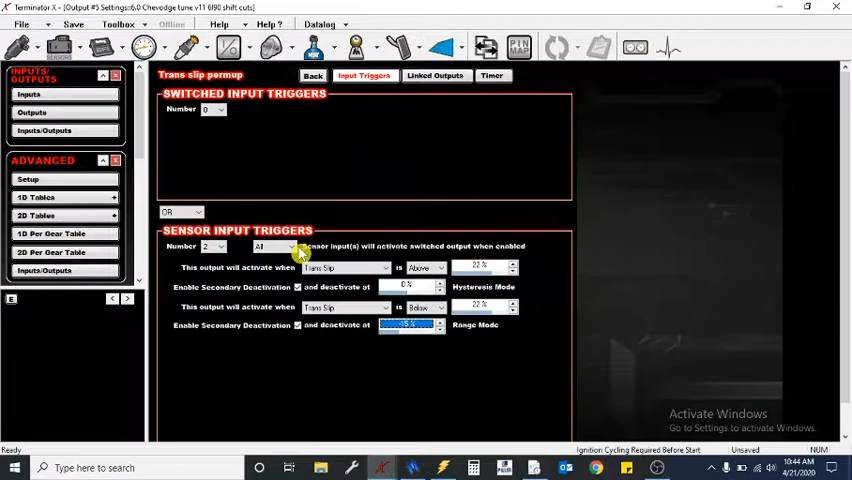 Terminator X - [Output #5 Settings:6.0 Chevodge tune v11 6l90 shift cuts]
File Save Toolbox Offline Help Help ? Datalog
SENSORS
PIN MAP
INPUTS/
OUTPUTS
Inputs
Outputs
Inputs/Outputs
ADVANCED
Setup
1D Tables +
2D Tables +
1D Per Gear Table
2D Per Gear Table
Inputs/Outputs
E
Trans slip permup Back Input Triggers Linked Outputs Timer
SWITCHED INPUT TRIGGERS
Number 0
OR
SENSOR INPUT TRIGGERS
Number 2 All Sensor input(s) will activate switched output when enabled
This output will activate when Trans Slip is Above 22 %
Enable Secondary Deactivation and deactivate at 0 % Hysteresis Mode
This output will activate when Trans Slip is Below 22 %
Enable Secondary Deactivation and deactivate at -15 % Range Mode
Activate Windows
Go to Settings to activate Windows.
Ready Ignition Cycling Required Before Start Unsaved NUM
Type here to search
10:44 AM
4/21/2020